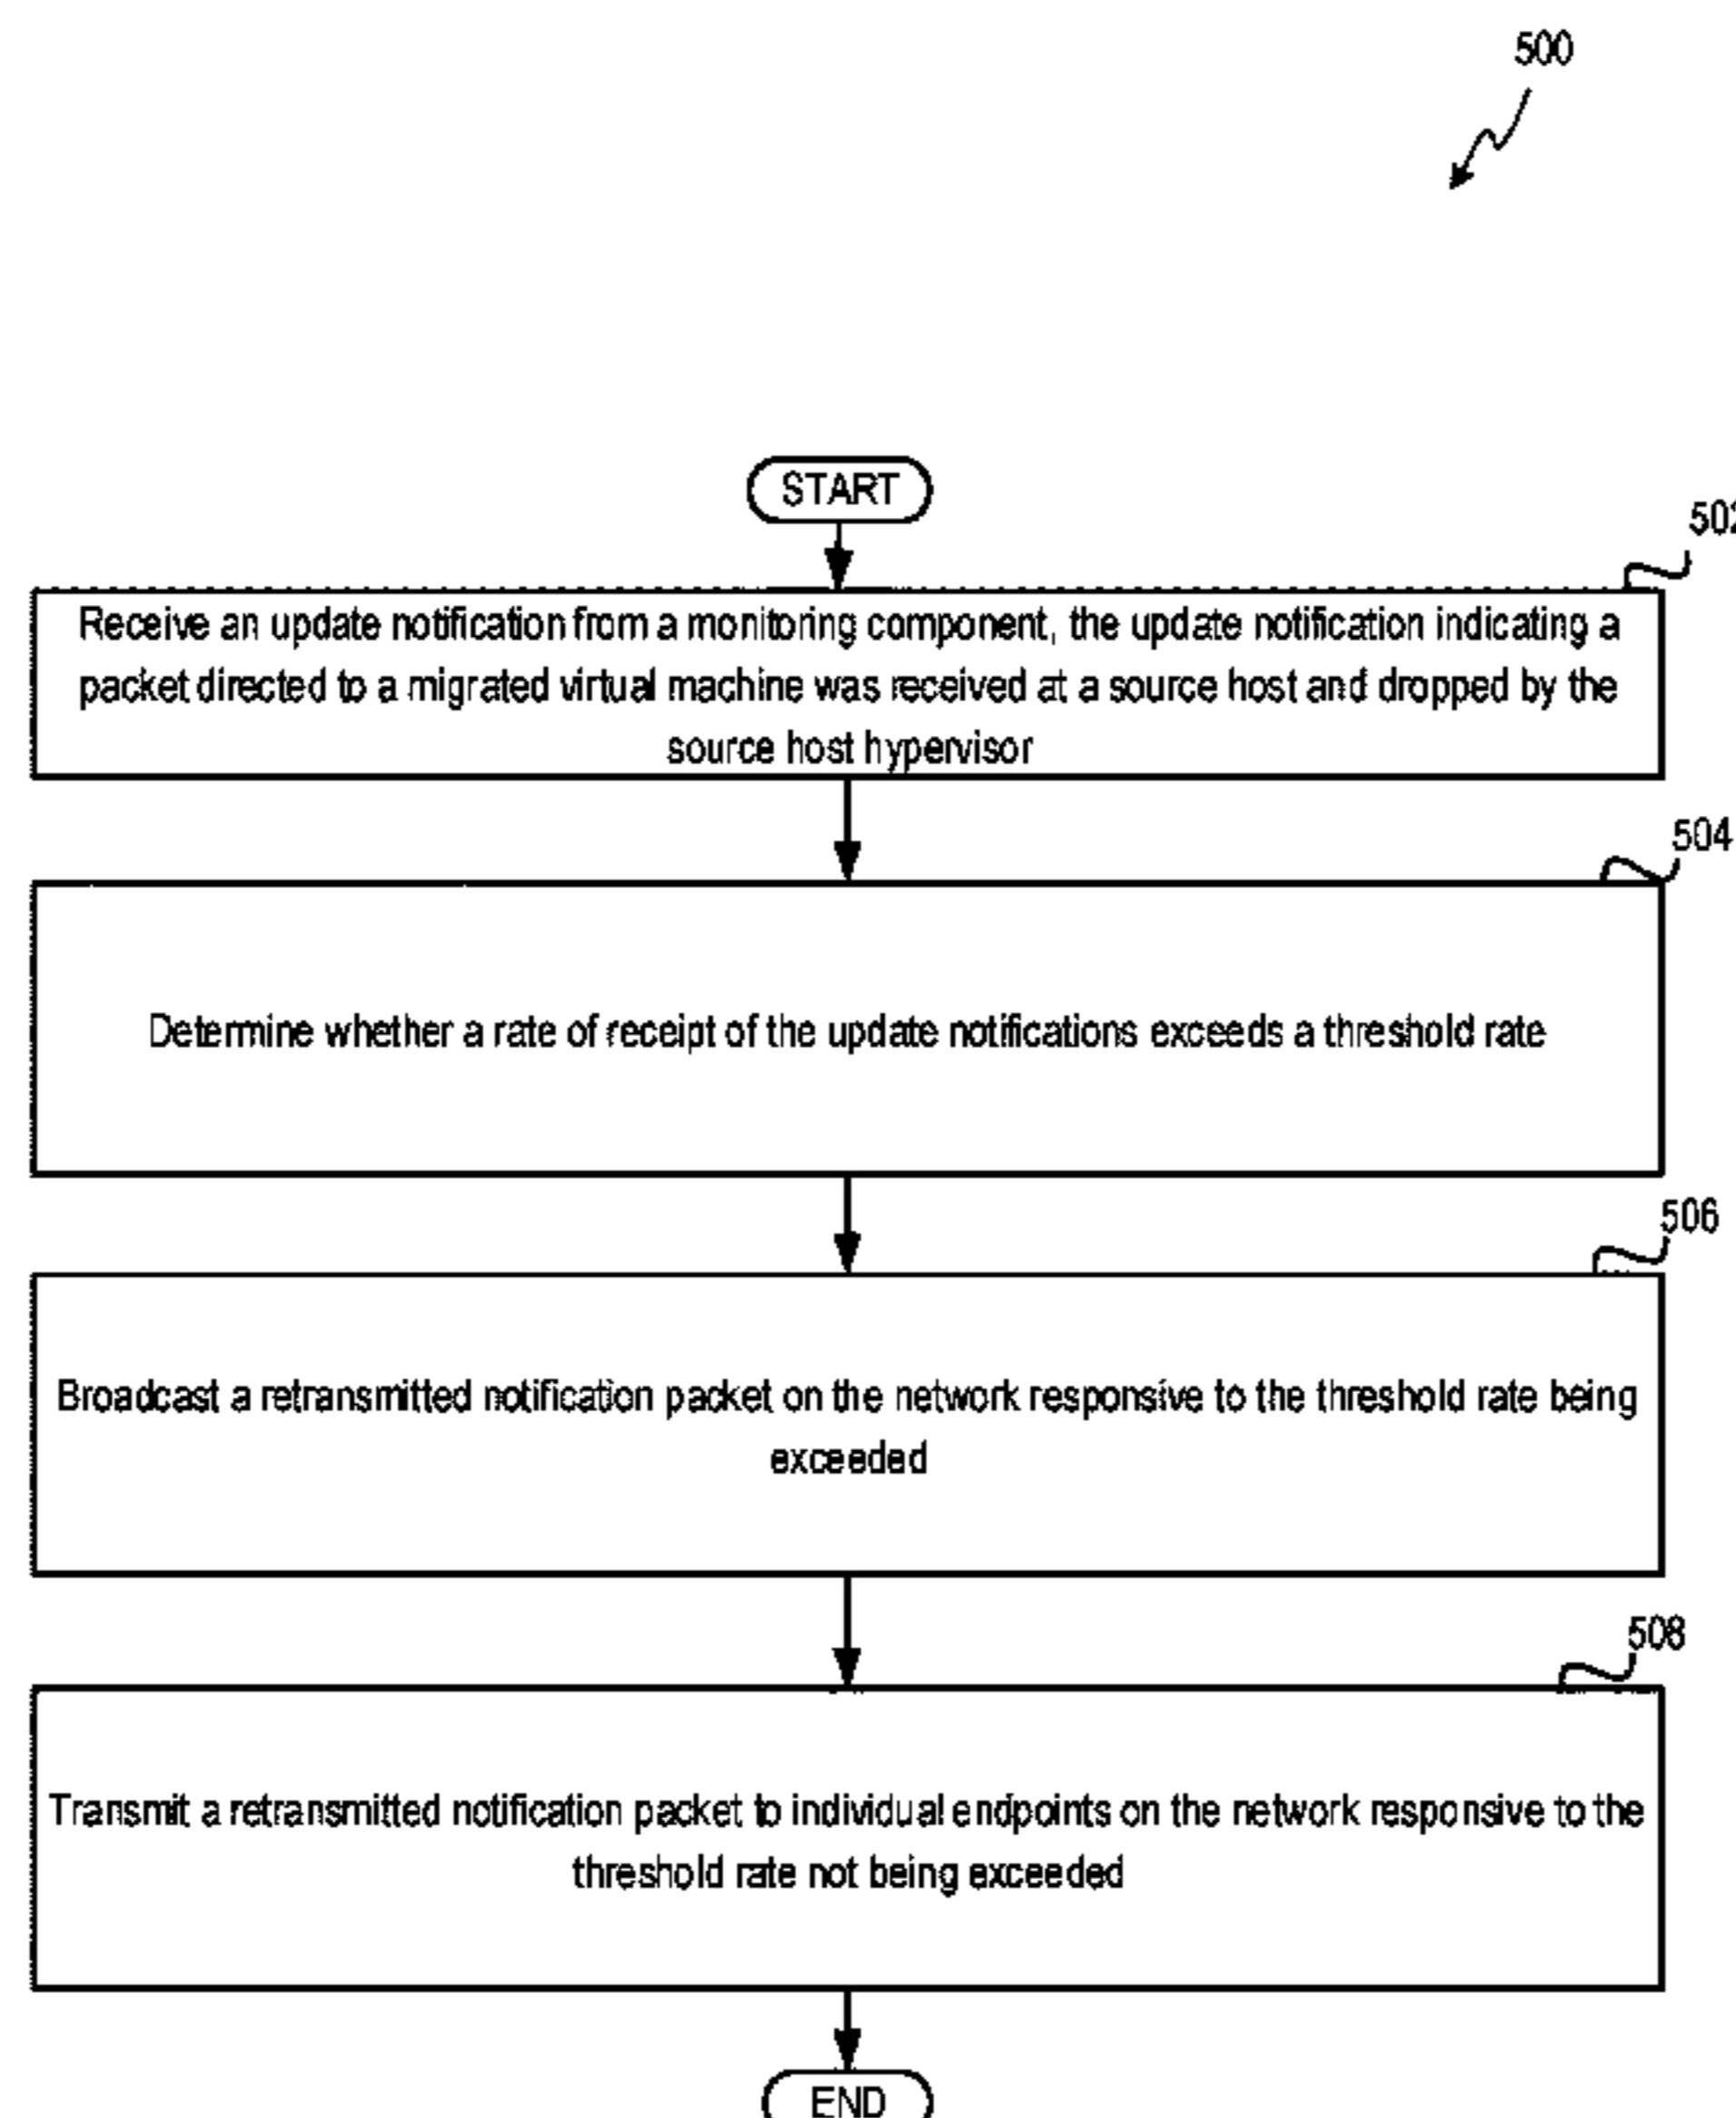 500
START
502
Receive an update notification from a monitoring component, the update notification indicating a
packet directed to a migrated virtual machine was received at a source host and dropped by the
source host hypervisor
504
Determine whether a rate of receipt of the update notifications exceeds a threshold rate
506
Broadcast a retransmitted notification packet on the network responsive to the threshold rate being
exceeded
508
Transmit a retransmitted notification packet to individual endpoints on the network responsive to the
threshold rate not being exceeded
END